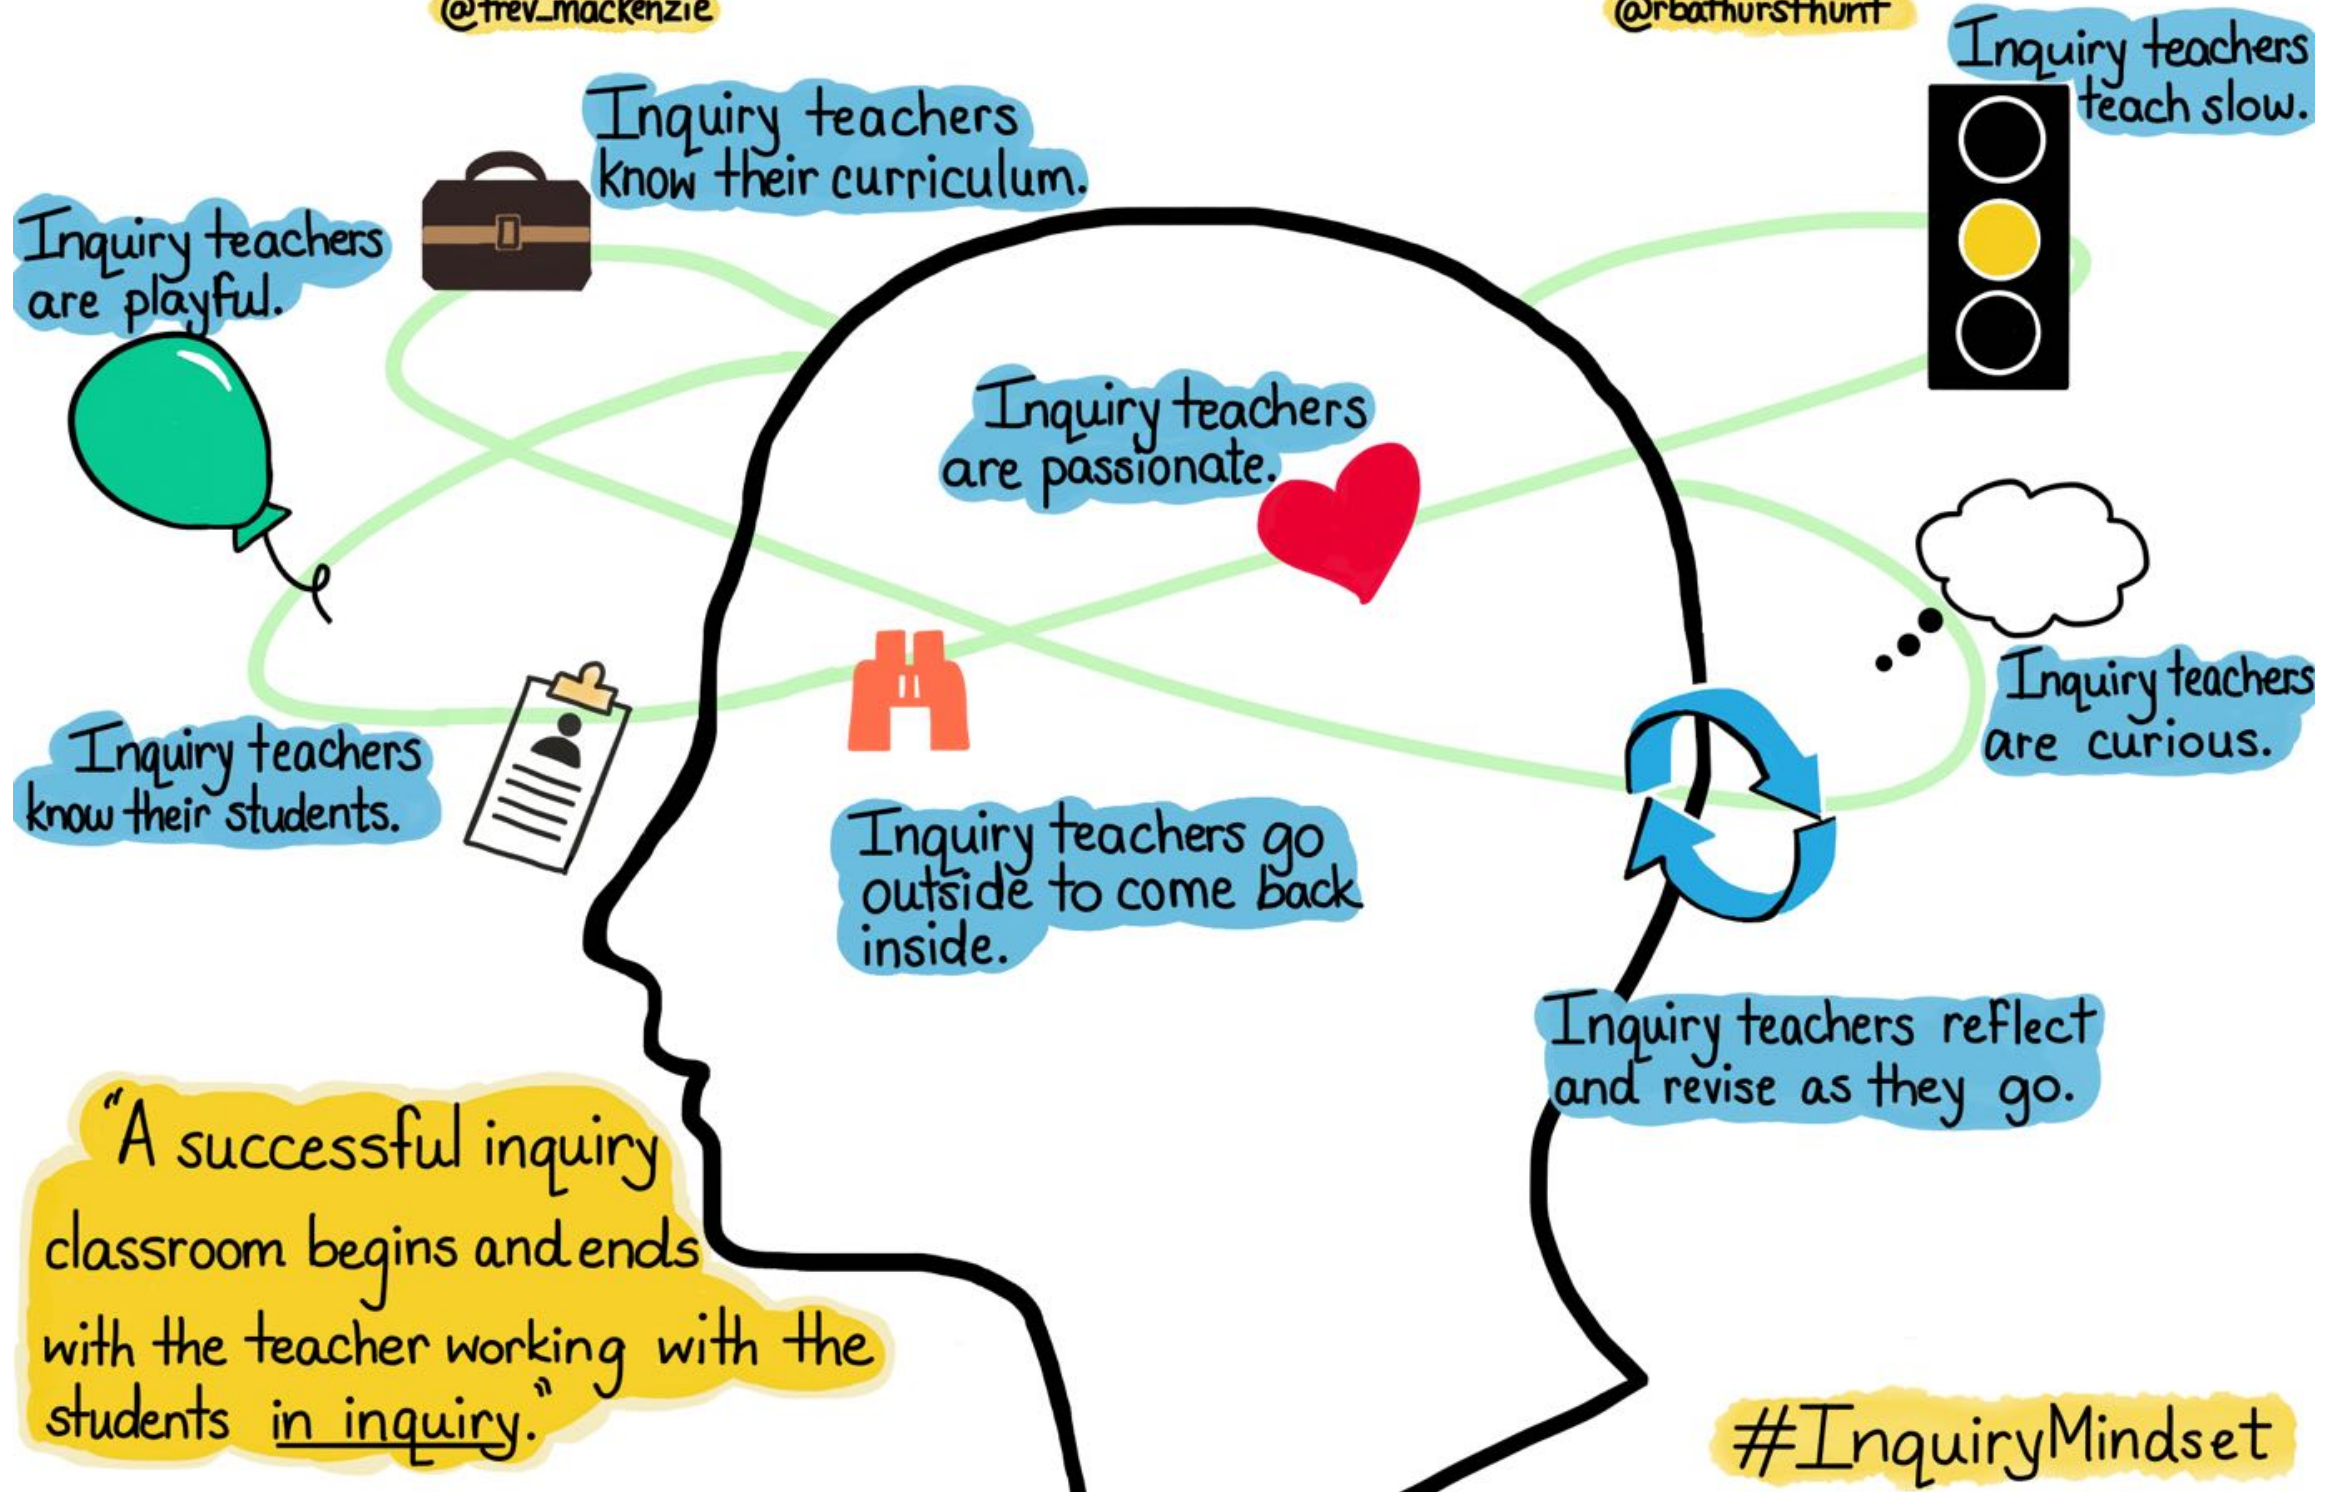 @trev_mackenzie
@rbathursthunt
Inquiry teachers
teach slow.
Inquiry teachers
know their curriculum.
Inquiry teachers
are playful.
Inquiry teachers
are passionate.
Inquiry teachers
are curious.
Inquiry teachers
know their students.
Inquiry teachers go
outside to come back
inside.
Inquiry teachers reflect
and revise as they go.
"A successful inquiry
classroom begins and ends
with the teacher working with the
students in inquiry."
#InquiryMindset